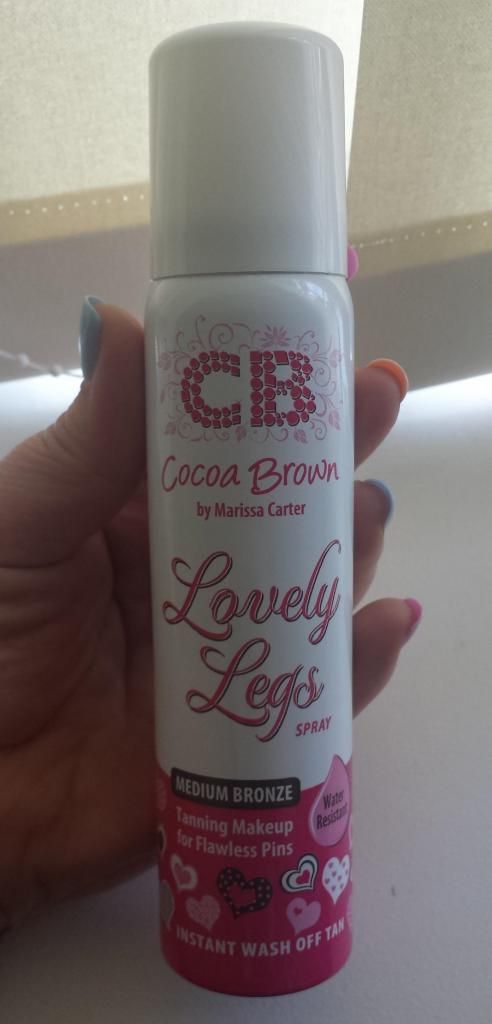 CB
Cocoa Brown
by Marissa Carter
Lovely
Legs
SPRAY
MEDIUM BRONZE
Water
Resistant
Tanning Makeup
for Flawless Pins
INSTANT WASH OFF TAN